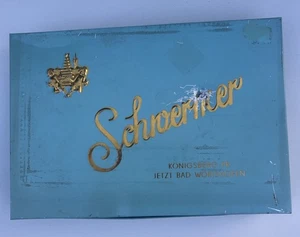 Schwermer
KÖNIGSBERG
JETZT BAD WÖRISHOFEN